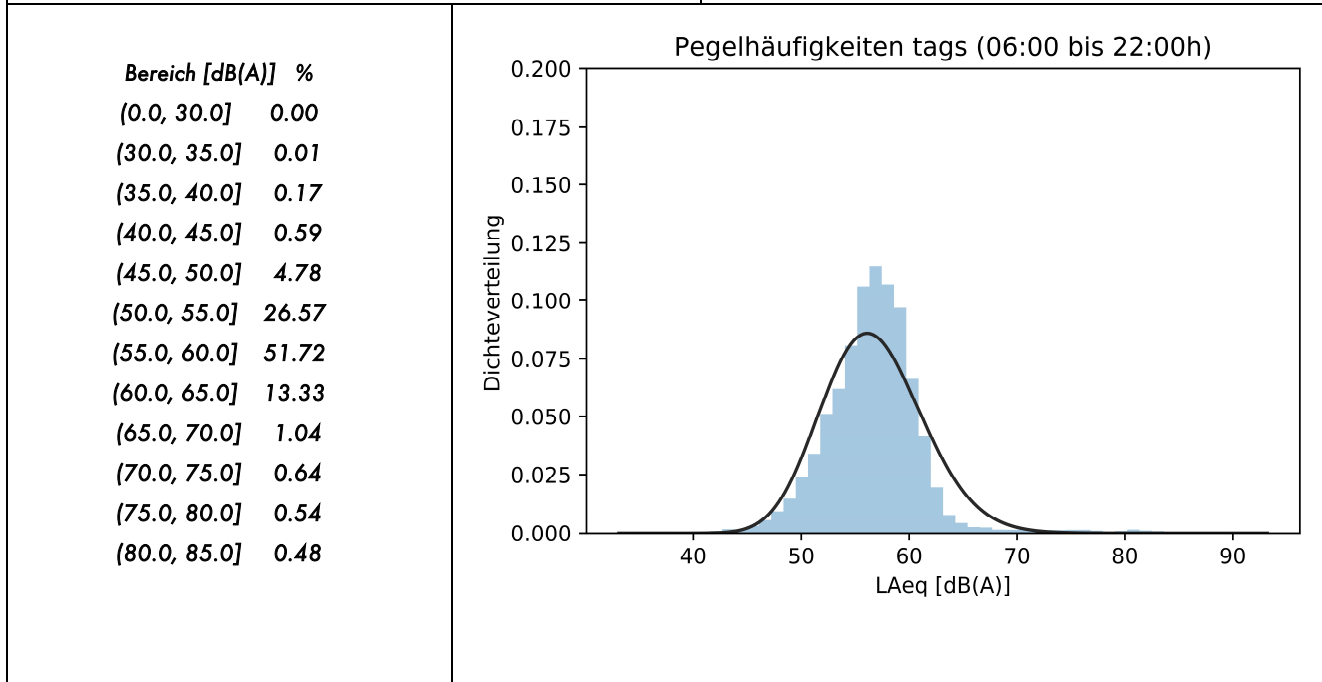 Bereich [dB(A)] %
(0.0, 30.0] 0.00
(30.0, 35.0] 0.01
(35.0, 40.0] 0.17
(40.0, 45.0] 0.59
(45.0, 50.0] 4.78
(50.0, 55.0] 26.57
(55.0, 60.0] 51.72
(60.0, 65.0] 13.33
(65.0, 70.0] 1.04
(70.0, 75.0] 0.64
(75.0, 80.0] 0.54
(80.0, 85.0] 0.48
Pegelhäufigkeiten tags (06:00 bis 22:00h)
Dichteverteilung
0.200
0.175
0.150
0.125
0.100
0.075
0.050
0.025
0.000
40 50 60 70 80 90
LAeq [dB(A)]